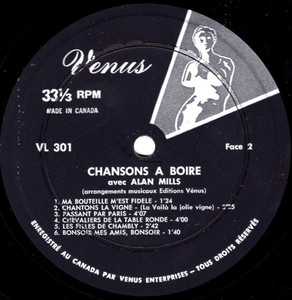 Venus
33⅓ RPM
MADE IN CANADA
VL 301
Face 2
CHANSONS A BOIRE
avec ALAN MILLS
(arrangements musicaux Editions Vénus)
1. MA BOUTEILLE M'EST FIDELE - 1'24
2. CHANTONS LA VIGNE - (La Voilà la jolie vigne) -
3. PASSANT PAR PARIS - 4'07
4. CHEVALIERS DE LA TABLE RONDE - 4'
5. LES FILLES DE CHAMBLY - 2'42
6. BONSOIR MES AMIS, BONSOIR - 1'40
ENREGISTRÉ AU CANADA PAR VENUS ENTERPRISES - TOUS DROITS RÉSERVÉS